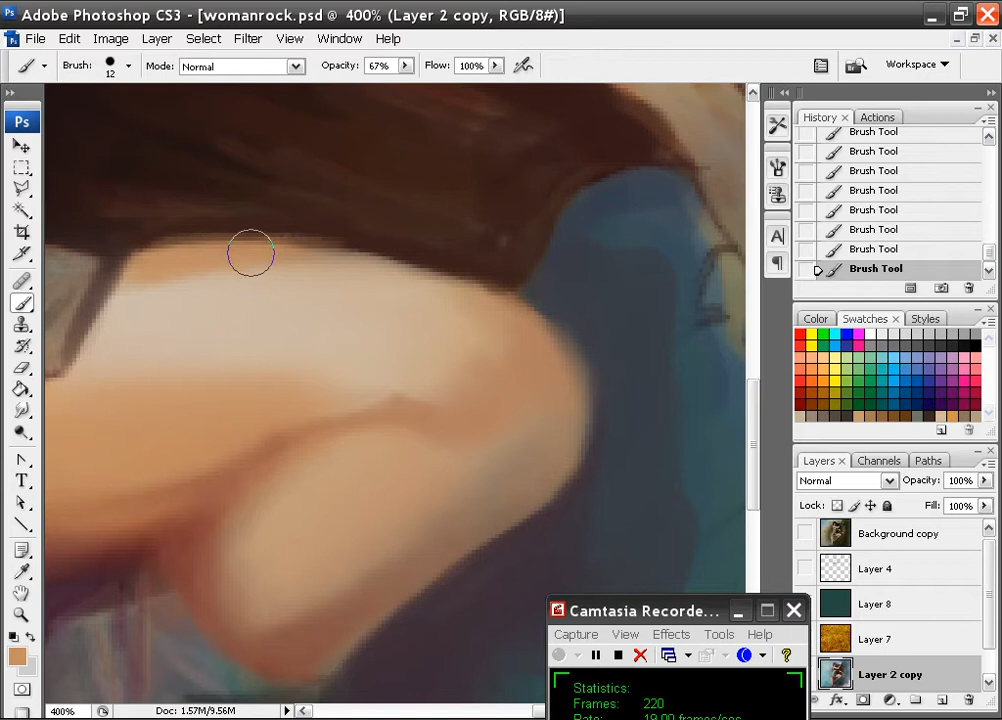 Ps Adobe Photoshop CS3 - [womanrock.psd @ 400% (Layer 2 copy, RGB/8#)]
Ps File Edit Image Layer Select Filter View Window Help
Brush: 12 Mode: Normal Opacity: 67% Flow: 100% Workspace
Ps
History x Actions
Brush Tool
Brush Tool
Brush Tool
Brush Tool
Brush Tool
Brush Tool
Brush Tool
Brush Tool
A
T
Color Swatches x Styles
Layers x Channels Paths
Normal Opacity: 100%
Lock: Fill: 100%
Background copy
Layer 4
Layer 8
Layer 7
Layer 2 copy
fx.
Camtasia Recorde...
Capture View Effects Tools Help
Statistics:
Frames: 220
400% Doc: 1.57M/9.56M